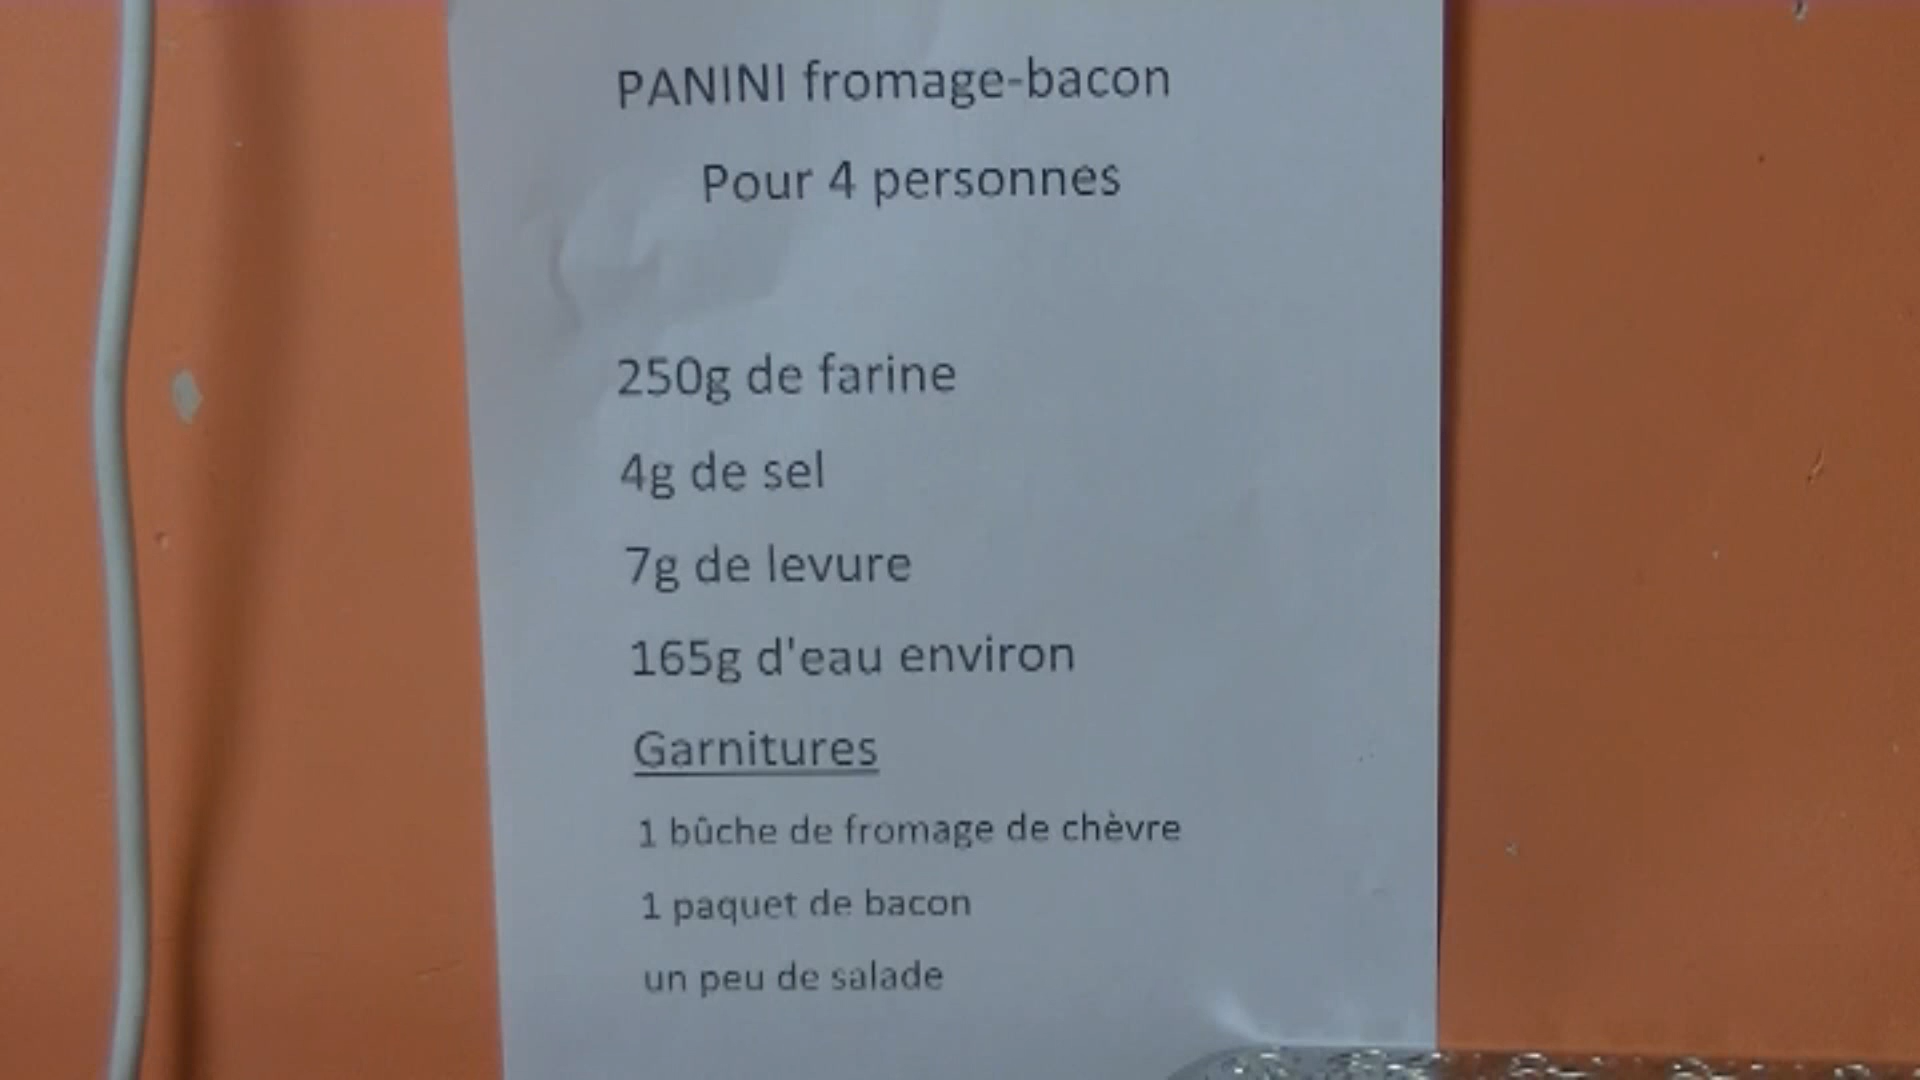 PANINI fromage-bacon
Pour 4 personnes
250g de farine
4g de sel
7g de levure
165g d'eau environ
Garnitures
1 bûche de fromage de chèvre
1 paquet de bacon
un peu de salade